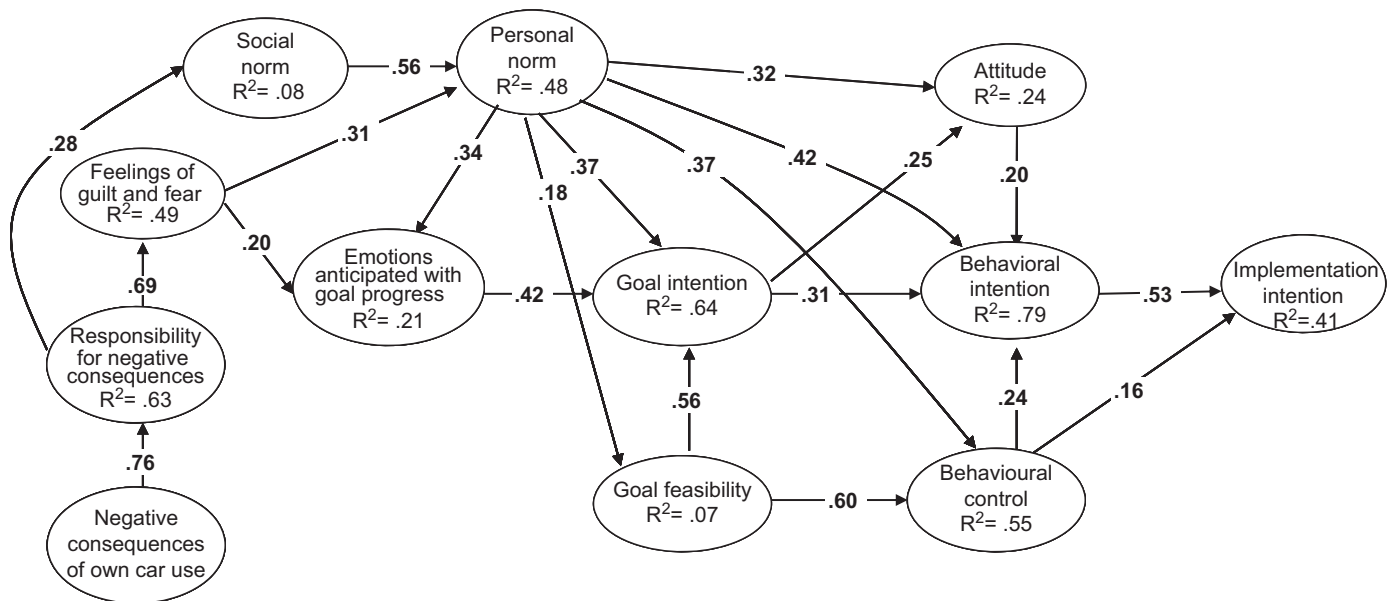 Social
norm
R²= .08
.56
Personal
norm
R²= .48
.32
Attitude
R²= .24
.28
.31
.34
.37
.18
.37
.42
.25
.20
Feelings of
guilt and fear
R²= .49
.20
Emotions
anticipated with
goal progress
R²= .21
.42
Goal intention
R²= .64
.31
Behavioral
intention
R²= .79
.53
Implementation
intention
R²=.41
.69
Responsibility
for negative
consequences
R²= .63
.56
.24
.16
.76
Negative
consequences
of own car use
Goal feasibility
R²= .07
.60
Behavioural
control
R²= .55